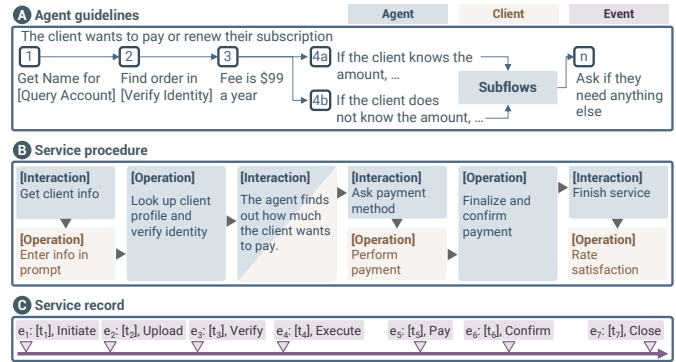 A Agent guidelines
Agent
Client
Event
The client wants to pay or renew their subscription
1
2
3
4a
If the client knows the
amount, ...
n
Get Name for
[Query Account]
Find order in
[Verify Identity]
Fee is $99
a year
4b
If the client does
not know the amount, ...
Subflows
Ask if they
need anything
else
B Service procedure
[Interaction]
Get client info
[Operation]
Enter info in
prompt
[Operation]
Look up client
profile and
verify identity
[Interaction]
The agent finds
out how much
the client wants
to pay.
[Interaction]
Ask payment
method
[Operation]
Perform
payment
[Operation]
Finalize and
confirm
payment
[Interaction]
Finish service
[Operation]
Rate
satisfaction
C Service record
e₁: [t₁], Initiate
e₂: [t₂], Upload
e₃: [t₃], Verify
e₄: [t₄], Execute
e₅: [t₅], Pay
e₆: [t₆], Confirm
e₇: [t₇], Close